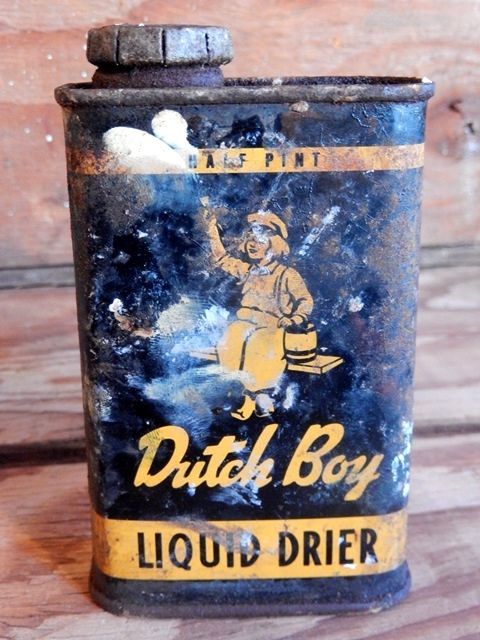 HALF PINT
Dutch Boy
LIQUID DRIER